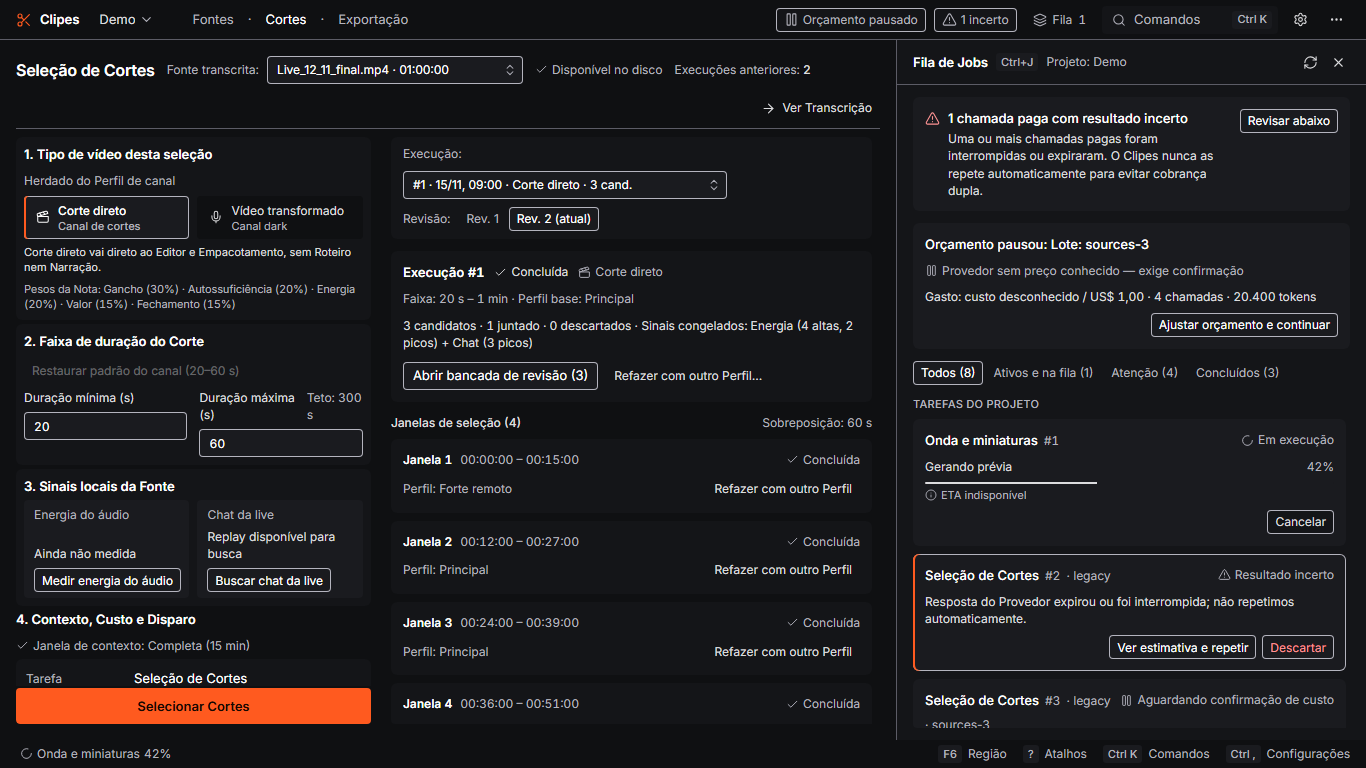 Clipes
Demo
Fontes · Cortes · Exportação
Orçamento pausado
1 incerto
Fila 1
Comandos Ctrl K
Seleção de Cortes
Fonte transcrita:
Live_12_11_final.mp4 · 01:00:00
Disponível no disco
Execuções anteriores: 2
Ver Transcrição
1. Tipo de vídeo desta seleção
Herdado do Perfil de canal
Corte direto
Canal de cortes
Vídeo transformado
Canal dark
Corte direto vai direto ao Editor e Empacotamento, sem Roteiro
nem Narração.
Pesos da Nota: Gancho (30%) · Autossuficiência (20%) · Energia
(20%) · Valor (15%) · Fechamento (15%)
2. Faixa de duração do Corte
Restaurar padrão do canal (20–60 s)
Duração mínima (s)
20
Duração máxima
(s)
Teto: 300
s
60
3. Sinais locais da Fonte
Energia do áudio
Ainda não medida
Medir energia do áudio
Chat da live
Replay disponível para
busca
Buscar chat da live
4. Contexto, Custo e Disparo
Janela de contexto: Completa (15 min)
Tarefa Seleção de Cortes
Selecionar Cortes
Execução:
#1 · 15/11, 09:00 · Corte direto · 3 cand.
Revisão: Rev. 1 Rev. 2 (atual)
Execução #1 Concluída Corte direto
Faixa: 20 s – 1 min · Perfil base: Principal
3 candidatos · 1 juntado · 0 descartados · Sinais congelados: Energia (4 altas, 2
picos) + Chat (3 picos)
Abrir bancada de revisão (3) Refazer com outro Perfil...
Janelas de seleção (4) Sobreposição: 60 s
Janela 1 00:00:00 – 00:15:00 Concluída
Perfil: Forte remoto Refazer com outro Perfil
Janela 2 00:12:00 – 00:27:00 Concluída
Perfil: Principal Refazer com outro Perfil
Janela 3 00:24:00 – 00:39:00 Concluída
Perfil: Principal Refazer com outro Perfil
Janela 4 00:36:00 – 00:51:00 Concluída
Fila de Jobs Ctrl+J Projeto: Demo
1 chamada paga com resultado incerto
Uma ou mais chamadas pagas foram
interrompidas ou expiraram. O Clipes nunca as
repete automaticamente para evitar cobrança
dupla.
Revisar abaixo
Orçamento pausou: Lote: sources-3
Provedor sem preço conhecido — exige confirmação
Gasto: custo desconhecido / US$ 1,00 · 4 chamadas · 20.400 tokens
Ajustar orçamento e continuar
Todos (8) Ativos e na fila (1) Atenção (4) Concluídos (3)
TAREFAS DO PROJETO
Onda e miniaturas #1 Em execução
Gerando prévia 42%
ETA indisponível
Cancelar
Seleção de Cortes #2 · legacy Resultado incerto
Resposta do Provedor expirou ou foi interrompida; não repetimos
automaticamente.
Ver estimativa e repetir Descartar
Seleção de Cortes #3 · legacy Aguardando confirmação de custo
· sources-3
Onda e miniaturas 42%
F6 Região ? Atalhos Ctrl K Comandos Ctrl , Configurações